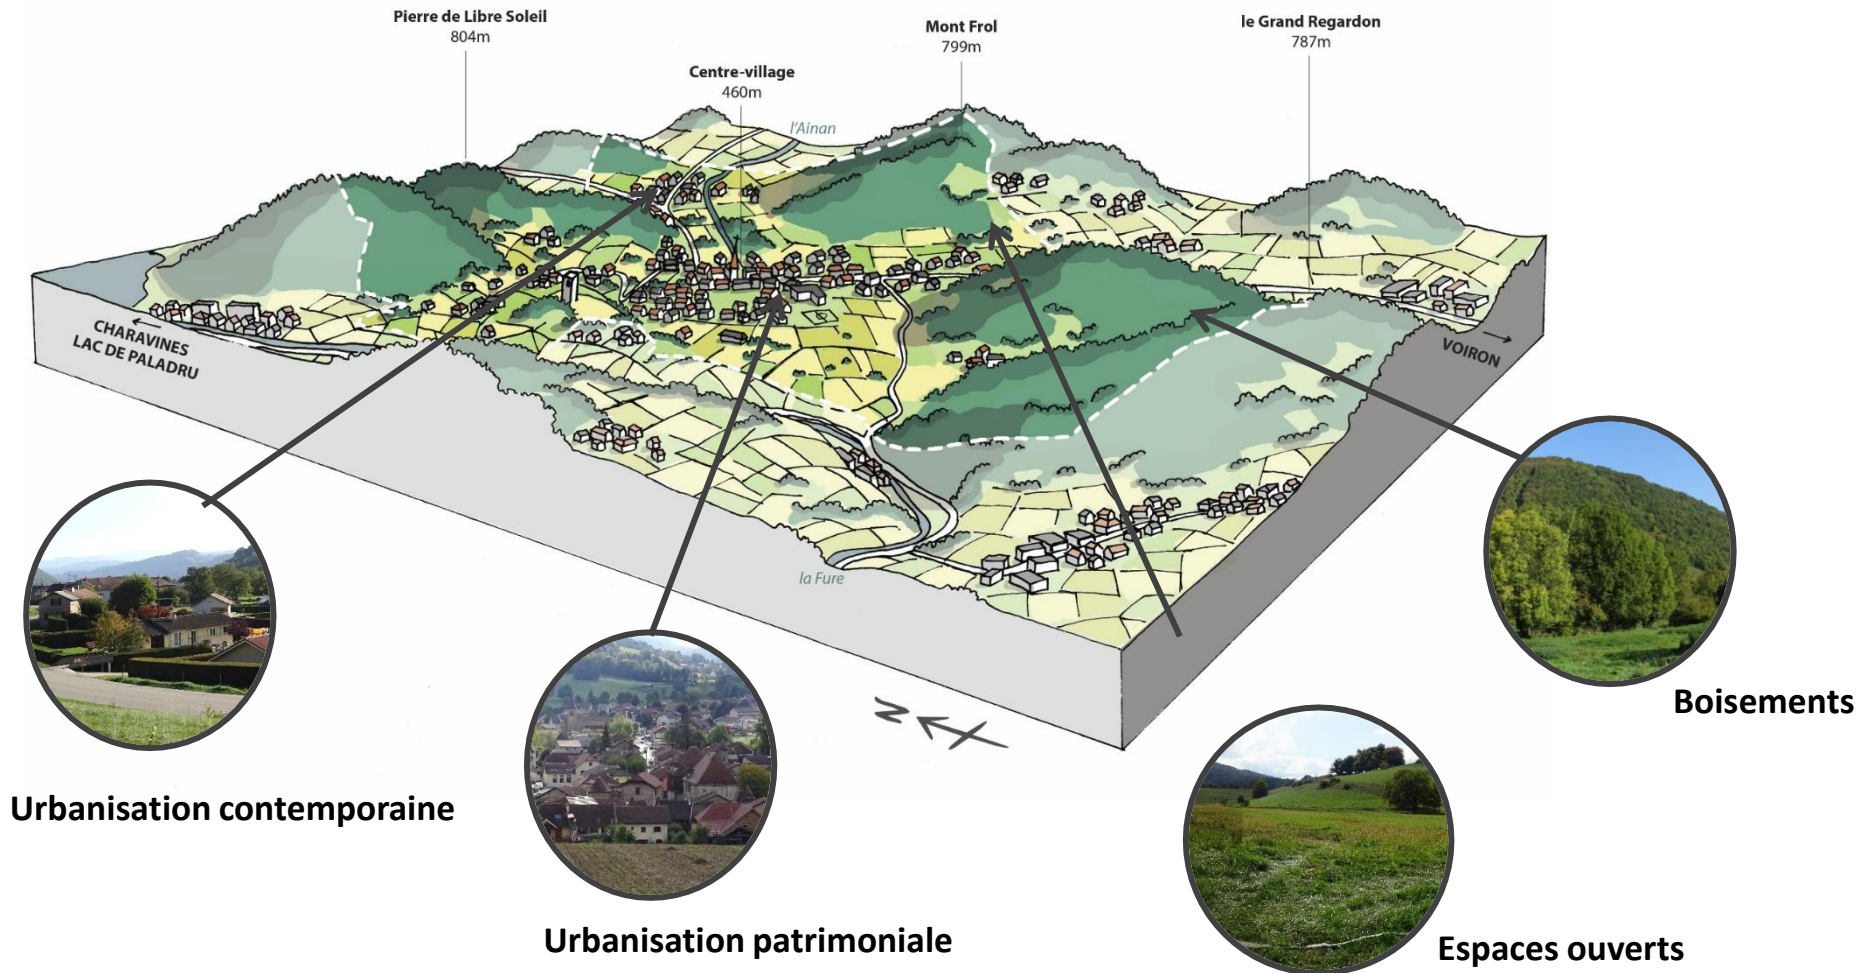 Pierre de Libre Soleil
804m
Centre-village
460m
Mont Frol
799m
le Grand Regardon
787m
l'Ainan
CHARAVINES
LAC DE PALADRU
VOIRON
la Fure
N
Boisements
Urbanisation contemporaine
Urbanisation patrimoniale
Espaces ouverts